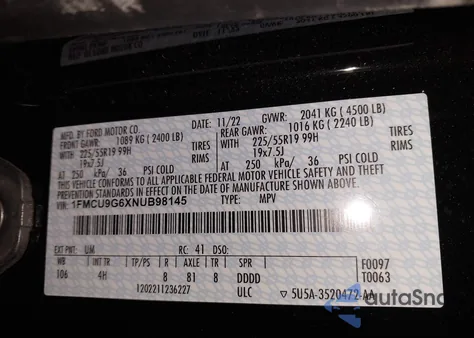 MFD. BY FORD MOTOR CO.
DATE: 11/22 GVWR: 2041 KG (4500 LB)
FRONT GAWR: 1089 KG (2400 LB) REAR GAWR: 1016 KG (2240 LB)
WITH 225/55R19 99H TIRES WITH 225/55R19 99H TIRES
19x7.5J RIMS 19x7.5J RIMS
AT 250 kPa/ 36 PSI COLD AT 250 kPa/ 36 PSI COLD
THIS VEHICLE CONFORMS TO ALL APPLICABLE FEDERAL MOTOR VEHICLE SAFETY AND
THEFT PREVENTION STANDARDS IN EFFECT ON THE DATE OF MANUFACTURE SHOWN ABOVE.
VIN: 1FMCU9G6XNUB98145 TYPE: MPV
EXT PNT: UM RC: 41 DSO:
WB INT TR R AXLE TR SPR F0097
106 4H 8 81 8 DDDD T0063
1202211236227 ULC 5U5A-3520472-AA
autaSna